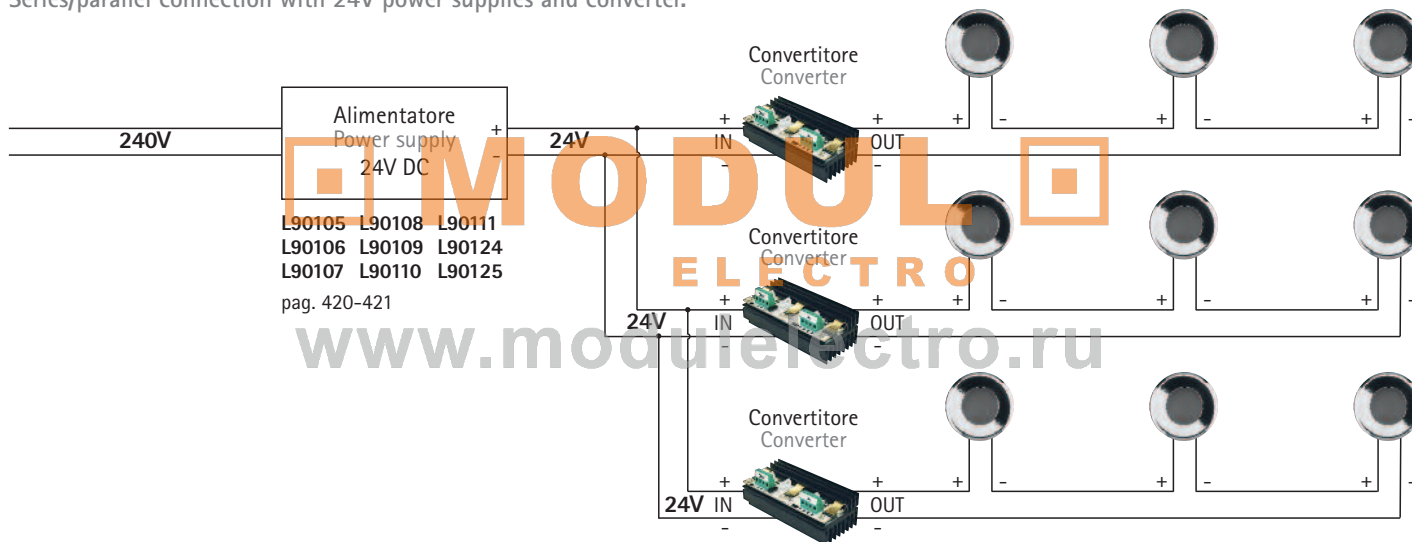 Series/parallel connection with 24V power supplies and converter.
Convertitore
Converter
Alimentatore
Power supply
24V DC
+
-
240V
24V
+
IN
-
+
OUT
-
+ - + - + -
MODUL
ELECTRO
www.modulelectro.ru
L90105 L90108 L90111
L90106 L90109 L90124
L90107 L90110 L90125
pag. 420-421
Convertitore
Converter
24V
+
IN
-
+
OUT
-
+ - + - + -
Convertitore
Converter
24V
+
IN
-
+
OUT
-
+ - + - + -